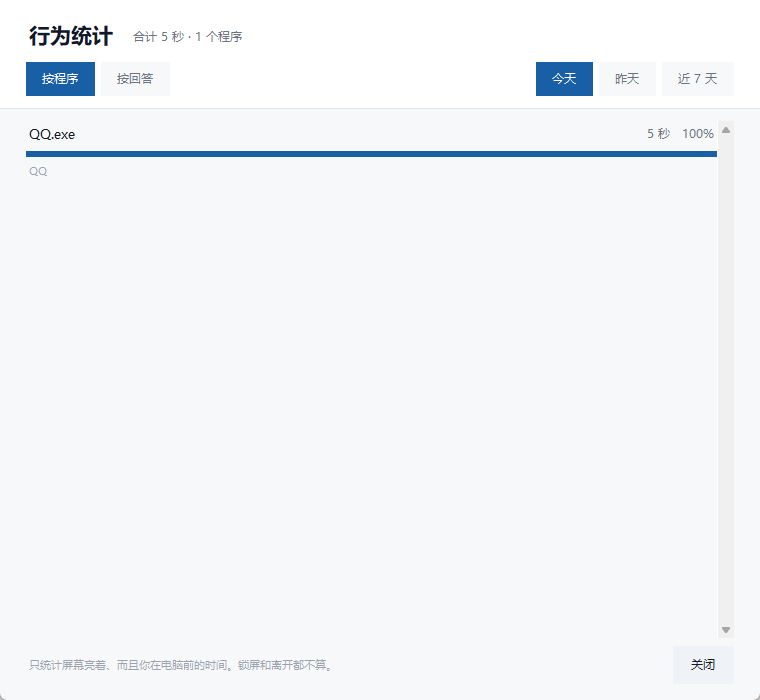 行为统计 合计 5 秒 · 1 个程序
按程序 按回答 今天 昨天 近 7 天
QQ.exe 5 秒 100%
QQ
只统计屏幕亮着、而且你在电脑前的时间。锁屏和离开都不算。 关闭